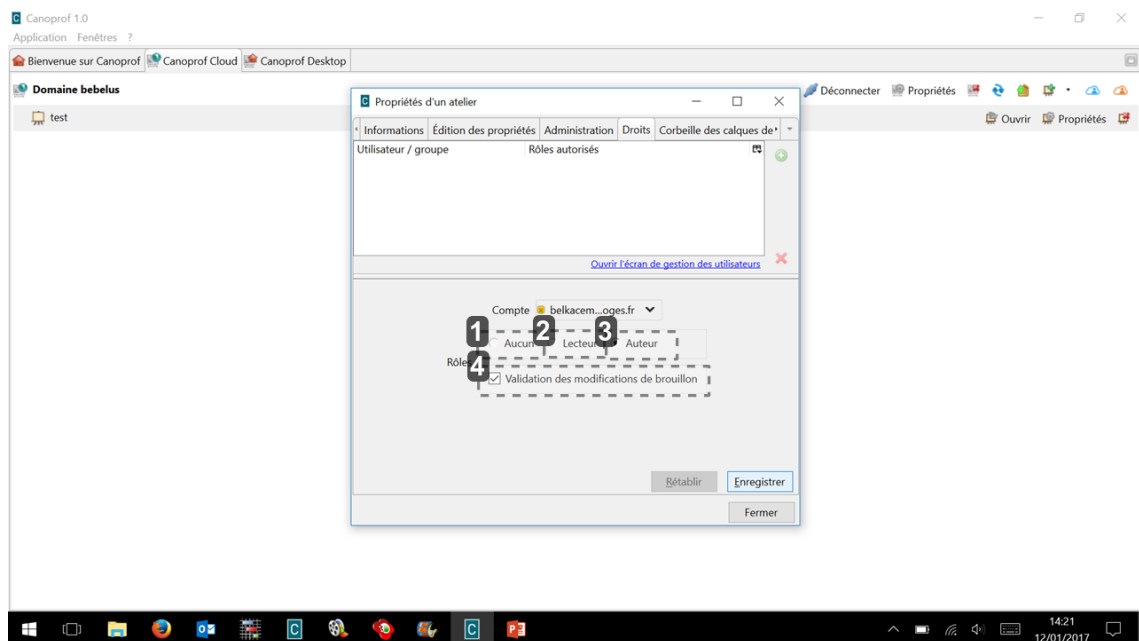 Canoprof 1.0
Application Fenêtres ?
Bienvenue sur Canoprof Canoprof Cloud Canoprof Desktop
Domaine bebelus
Déconnecter Propriétés
test
Ouvrir Propriétés
Propriétés d'un atelier
Informations Édition des propriétés Administration Droits Corbeille des calques de
Utilisateur / groupe Rôles autorisés
Ouvrir l'écran de gestion des utilisateurs
Compte belkacem...oges.fr
1 2 3
Aucun Lecteur Auteur
Rôles
4
Validation des modifications de brouillon
Rétablir Enregistrer
Fermer
14:21
12/01/2017